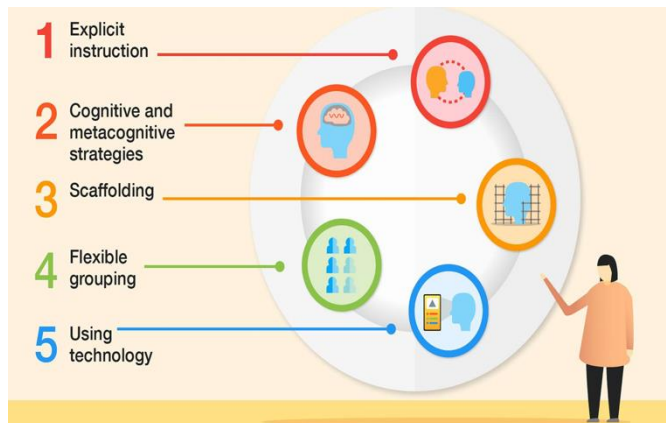 1 Explicit
instruction
2 Cognitive and
metacognitive
strategies
3 Scaffolding
4 Flexible
grouping
5 Using
technology